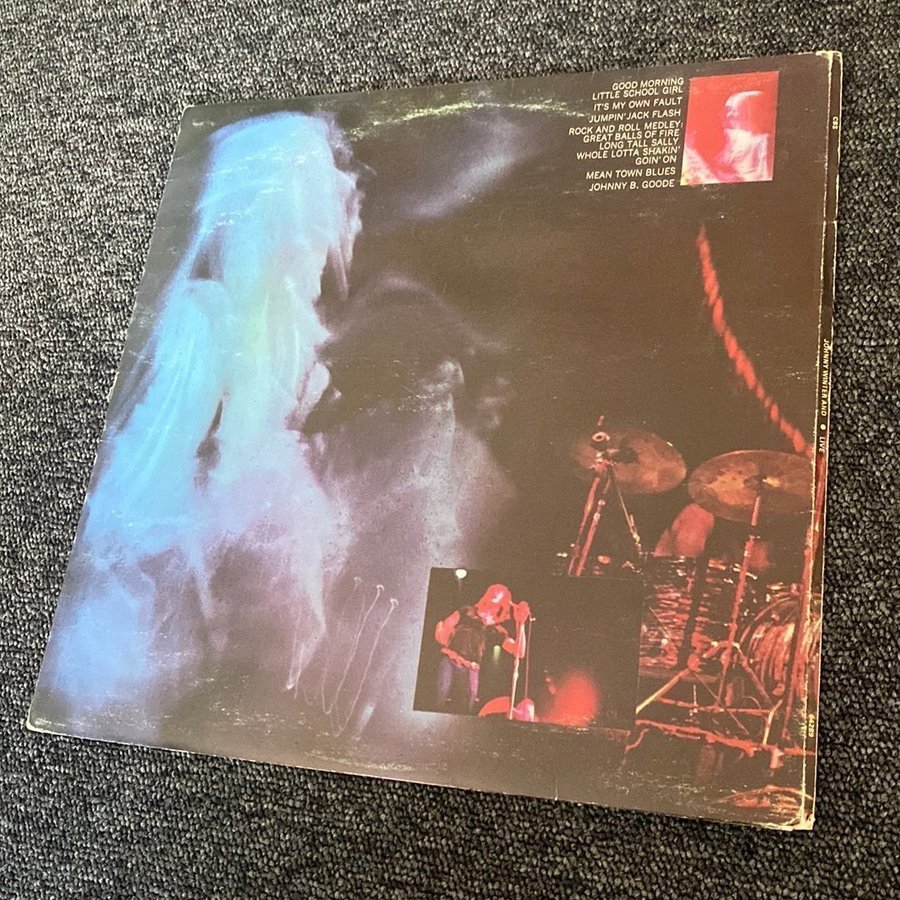 GOOD MORNING
LITTLE SCHOOL GIRL
IT'S MY OWN FAULT
JUMPIN' JACK FLASH
ROCK AND ROLL MEDLEY:
GREAT BALLS OF FIRE
LONG TALL SALLY
WHOLE LOTTA SHAKIN'
GOIN' ON
MEAN TOWN BLUES
JOHNNY B. GOODE
CBS
JOHNNY WINTER AND • LIVE